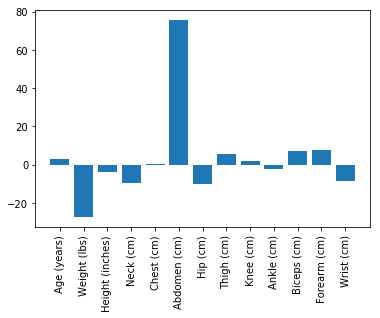 80
60
40
20
0
−20
Age (years)
Weight (lbs)
Height (inches)
Neck (cm)
Chest (cm)
Abdomen (cm)
Hip (cm)
Thigh (cm)
Knee (cm)
Ankle (cm)
Biceps (cm)
Forearm (cm)
Wrist (cm)